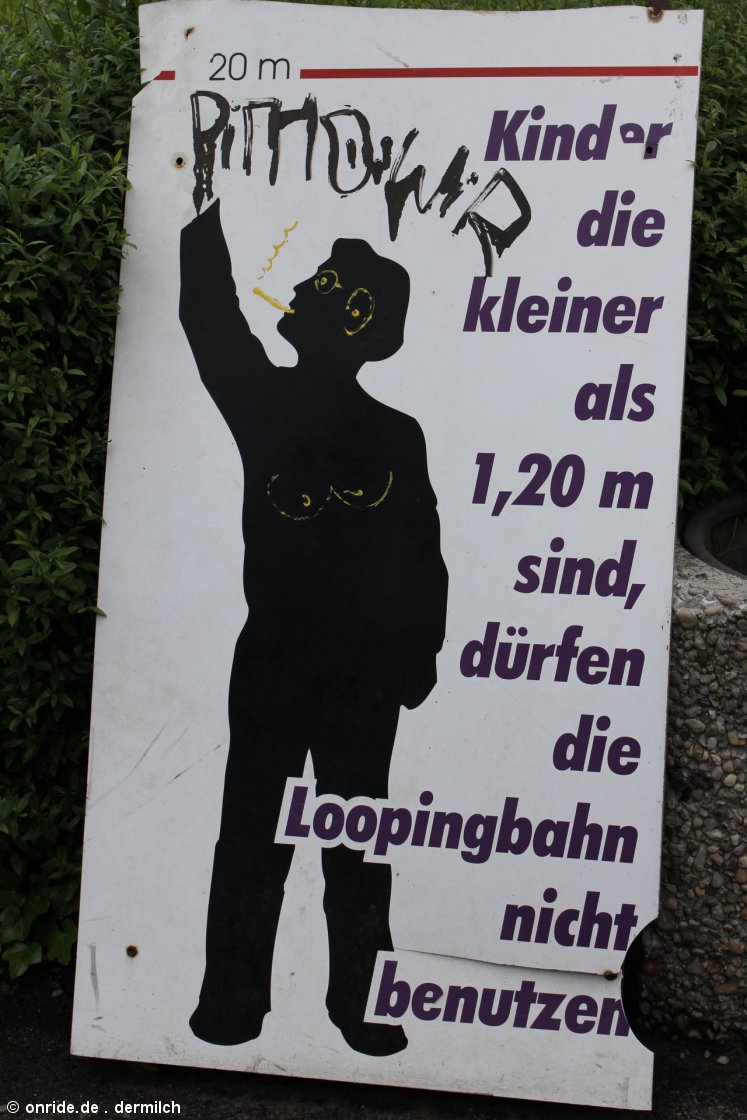 20 m
Kinder
die
kleiner
als
1,20 m
sind,
dürfen
die
Loopingbahn
nicht
benutzen
© onride.de . dermilch